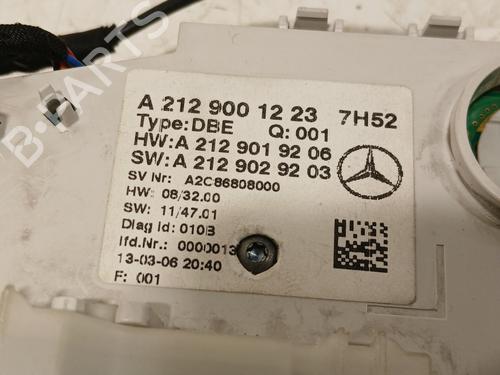 A 212 900 12 23 7H52
Type:DBE Q: 001
HW:A 212 901 92 06
SW:A 212 902 92 03
SV Nr: A2C86808000
HW: 08/32.00
SW: 11/47.01
Diag Id: 010B
lfd.Nr.: 0000013
13-03-06 20:40
F: 001
B-PARTS